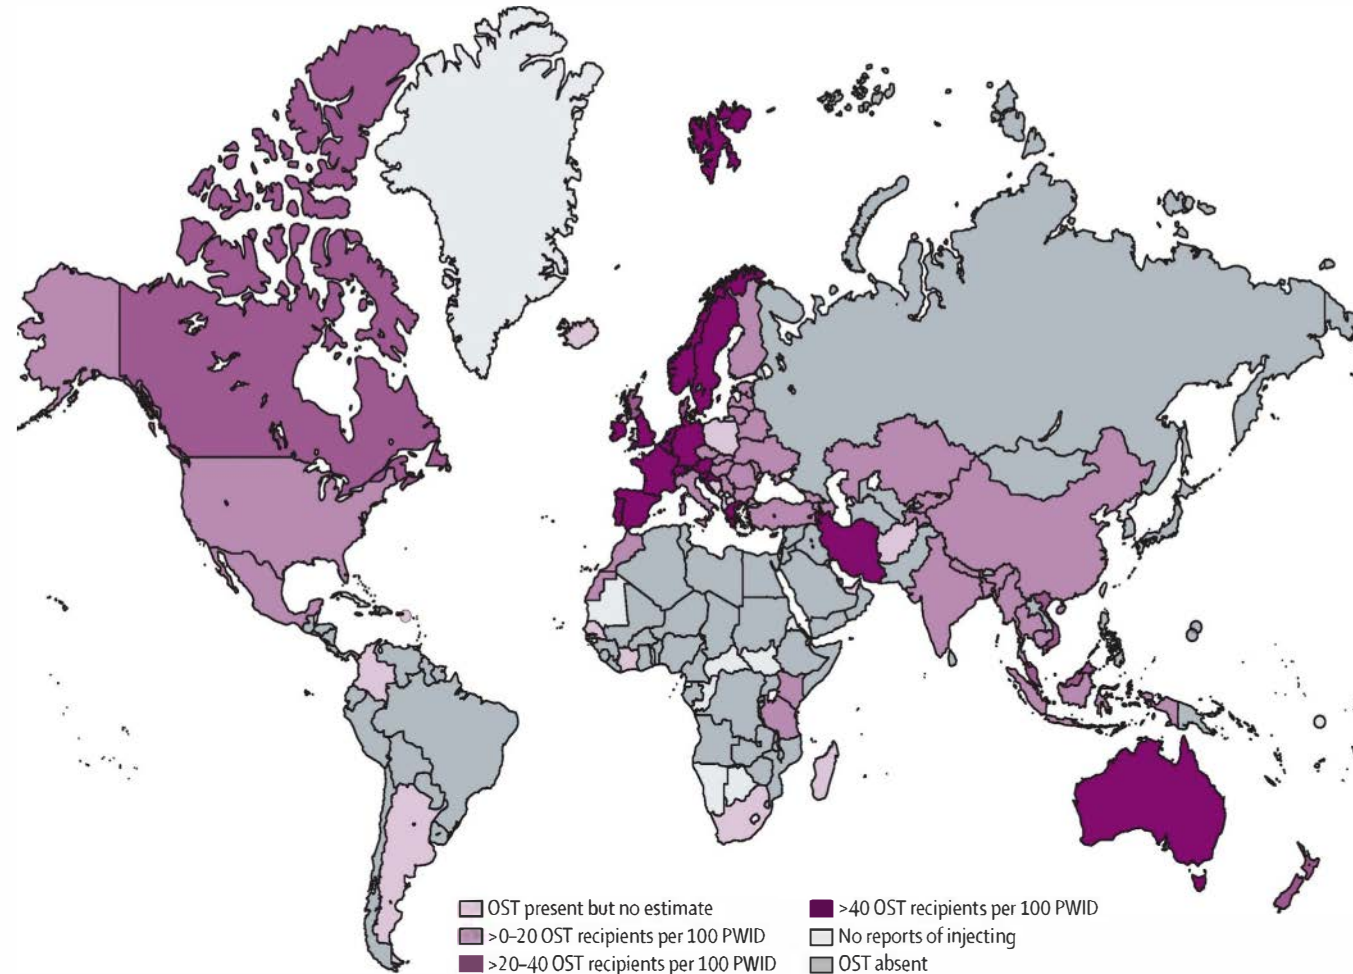 OST present but no estimate
>0–20 OST recipients per 100 PWID
>20–40 OST recipients per 100 PWID
>40 OST recipients per 100 PWID
No reports of injecting
OST absent